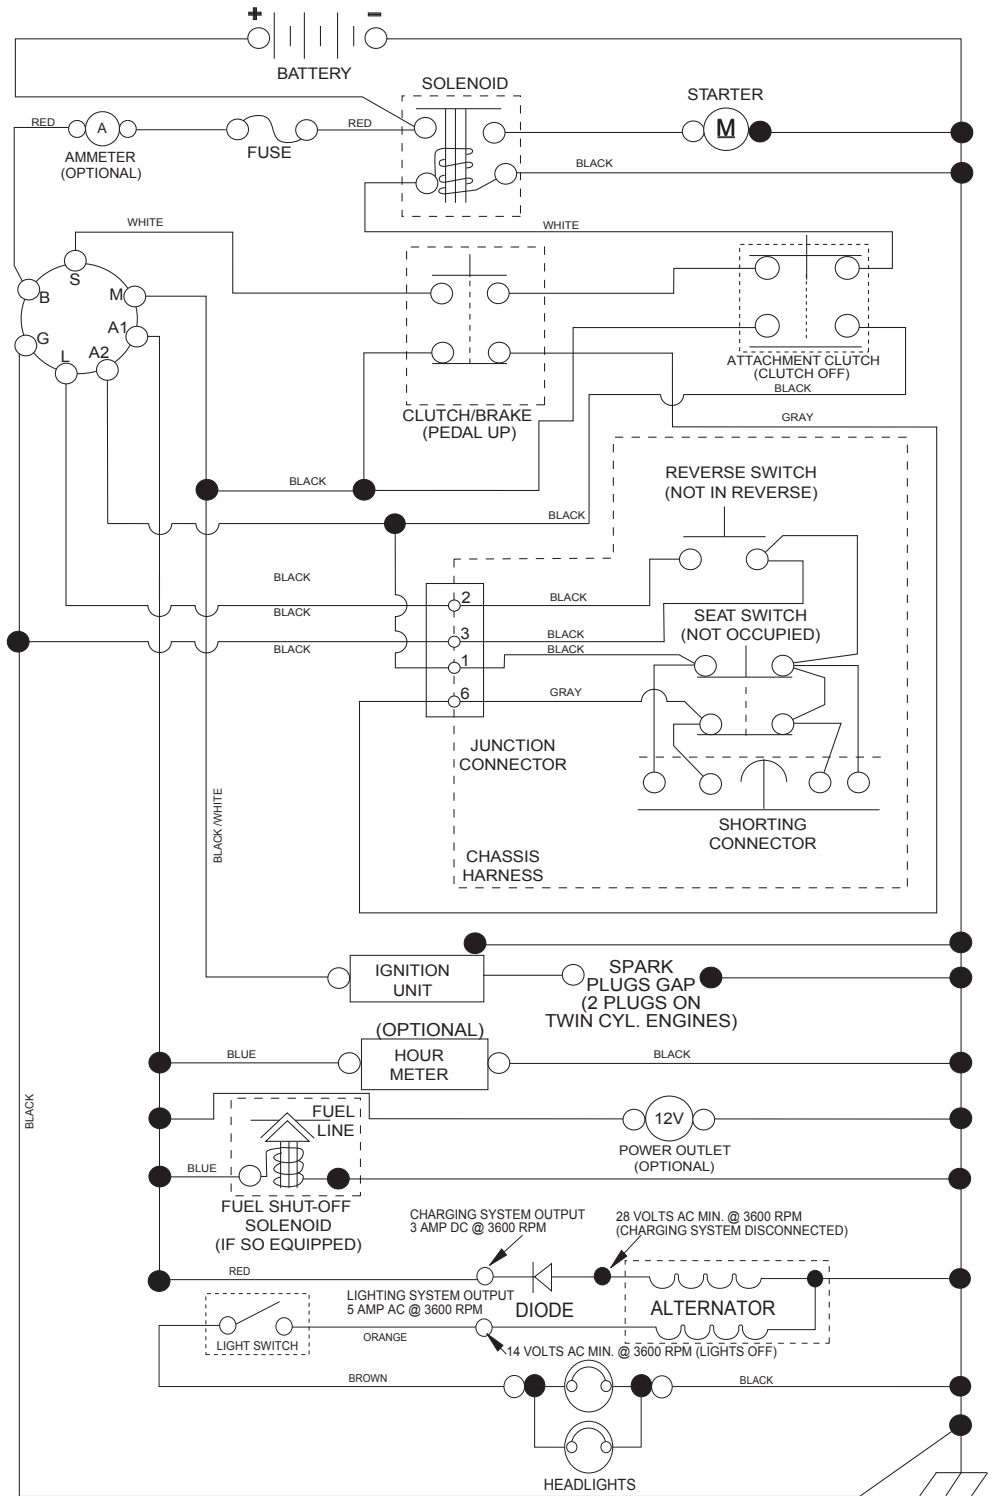 + –
BATTERY
SOLENOID
STARTER
RED
A
AMMETER
(OPTIONAL)
FUSE
RED
M
BLACK
WHITE
WHITE
S
B
M
G
A1
L
A2
CLUTCH/BRAKE
(PEDAL UP)
ATTACHMENT CLUTCH
(CLUTCH OFF)
BLACK
GRAY
REVERSE SWITCH
(NOT IN REVERSE)
BLACK
BLACK
BLACK
2
BLACK
BLACK
SEAT SWITCH
(NOT OCCUPIED)
3
BLACK
BLACK
BLACK
1
6
GRAY
JUNCTION
CONNECTOR
SHORTING
CONNECTOR
BLACK /WHITE
CHASSIS
HARNESS
IGNITION
UNIT
SPARK
PLUGS GAP
(2 PLUGS ON
TWIN CYL. ENGINES)
(OPTIONAL)
BLUE
HOUR
METER
BLACK
BLACK
FUEL
LINE
12V
POWER OUTLET
(OPTIONAL)
BLUE
FUEL SHUT-OFF
SOLENOID
(IF SO EQUIPPED)
CHARGING SYSTEM OUTPUT
3 AMP DC @ 3600 RPM
28 VOLTS AC MIN. @ 3600 RPM
(CHARGING SYSTEM DISCONNECTED)
RED
LIGHTING SYSTEM OUTPUT
5 AMP AC @ 3600 RPM
DIODE
ALTERNATOR
LIGHT SWITCH
ORANGE
14 VOLTS AC MIN. @ 3600 RPM (LIGHTS OFF)
BROWN
BLACK
HEADLIGHTS